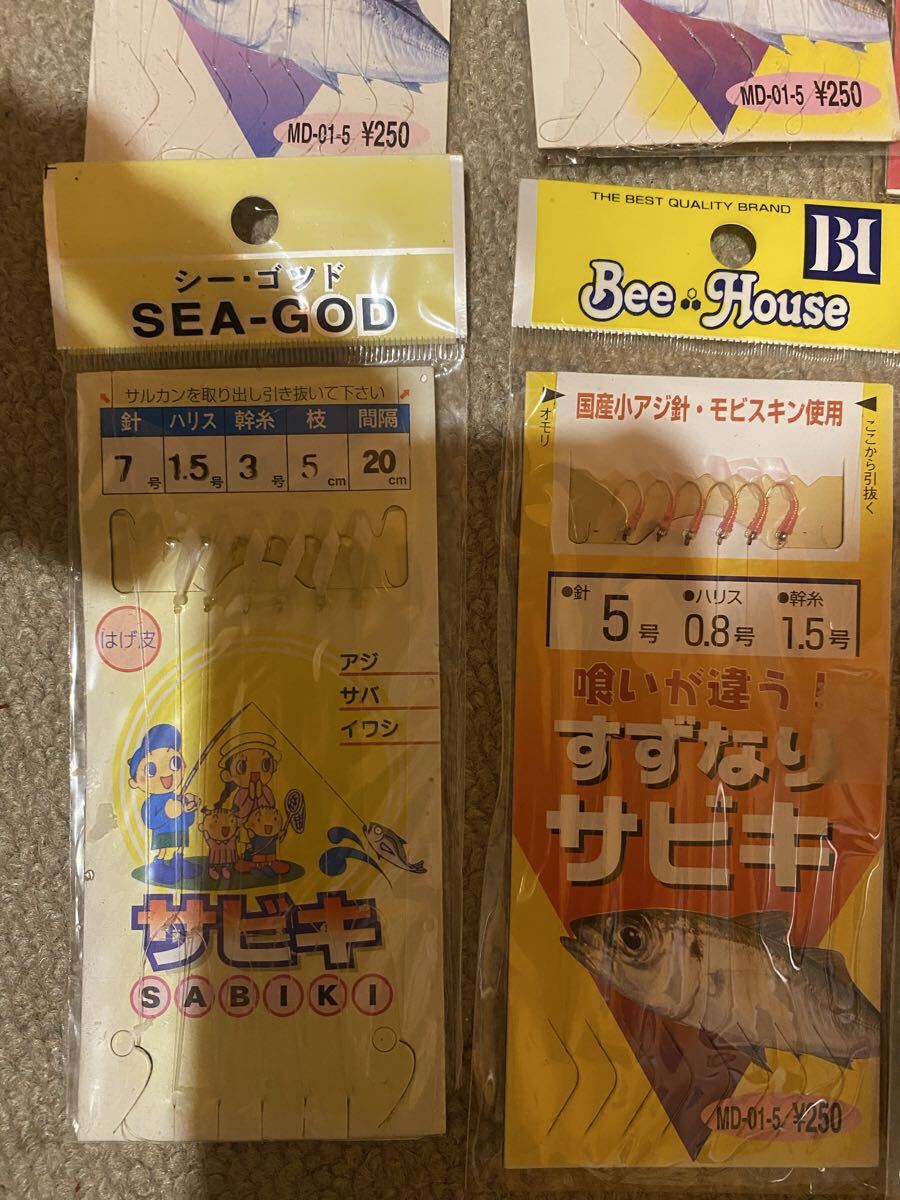 MD-01-5 ¥250
MD-01-5 ¥250
シー・ゴッド
SEA-GOD
サルカンを取り出し引き抜いて下さい
針 ハリス 幹糸 枝 間隔
7号 1.5号 3号 5cm 20cm
はげ皮
アジ
サバ
イワシ
サビキ
SABIKI
THE BEST QUALITY BRAND
BH
Bee House
国産小アジ針・モビスキン使用
オモリ
ここから引抜く
●針 5号 ●ハリス 0.8号 ●幹糸 1.5号
喰いが違う!
すずなり
サビキ
MD-01-5 ¥250